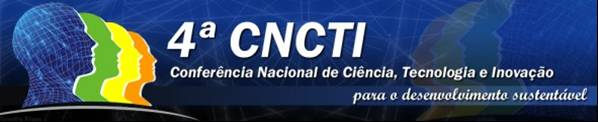 4ª CNCTI
Conferência Nacional de Ciência, Tecnologia e Inovação
para o desenvolvimento sustentável